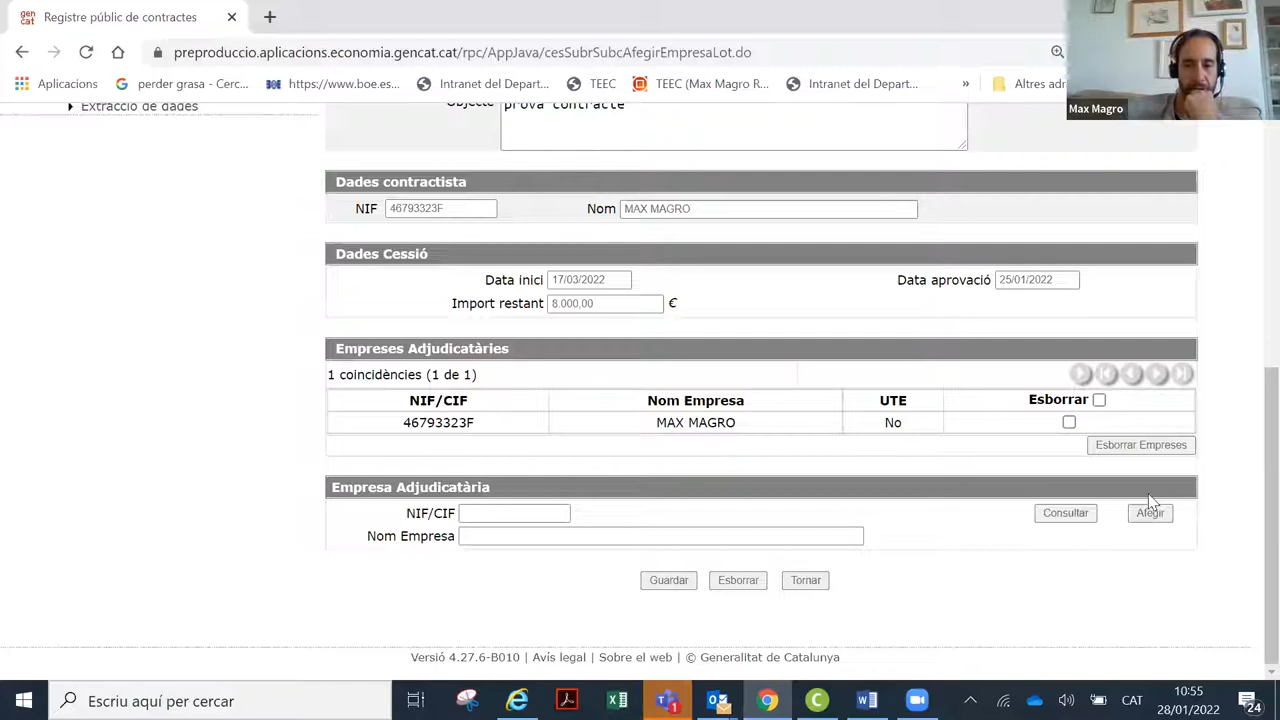 gen
cat
Registre públic de contractes
preproduccio.aplicacions.economia.gencat.cat/rpc/AppJava/cesSubrSubcAfegirEmpresaLot.do
Aplicacions
perder grasa - Cerc...
https://www.boe.es...
Intranet del Depart...
TEEC
TEEC (Max Magro R...
Intranet del Depar...
»
Altres adr
Max Magro
Extracció de dades
Objecte
prova contracte
Dades contractista
NIF 46793323F Nom MAX MAGRO
Dades Cessió
Data inici 17/03/2022 Data aprovació 25/01/2022
Import restant 8.000,00 €
Empreses Adjudicatàries
1 coincidències (1 de 1)
NIF/CIF Nom Empresa UTE Esborrar
46793323F MAX MAGRO No
Esborrar Empreses
Empresa Adjudicatària
NIF/CIF Consultar Afegir
Nom Empresa
Guardar Esborrar Tornar
Versió 4.27.6-B010 | Avís legal | Sobre el web | © Generalitat de Catalunya
Escriu aquí per cercar
1
CAT
10:55
28/01/2022
24